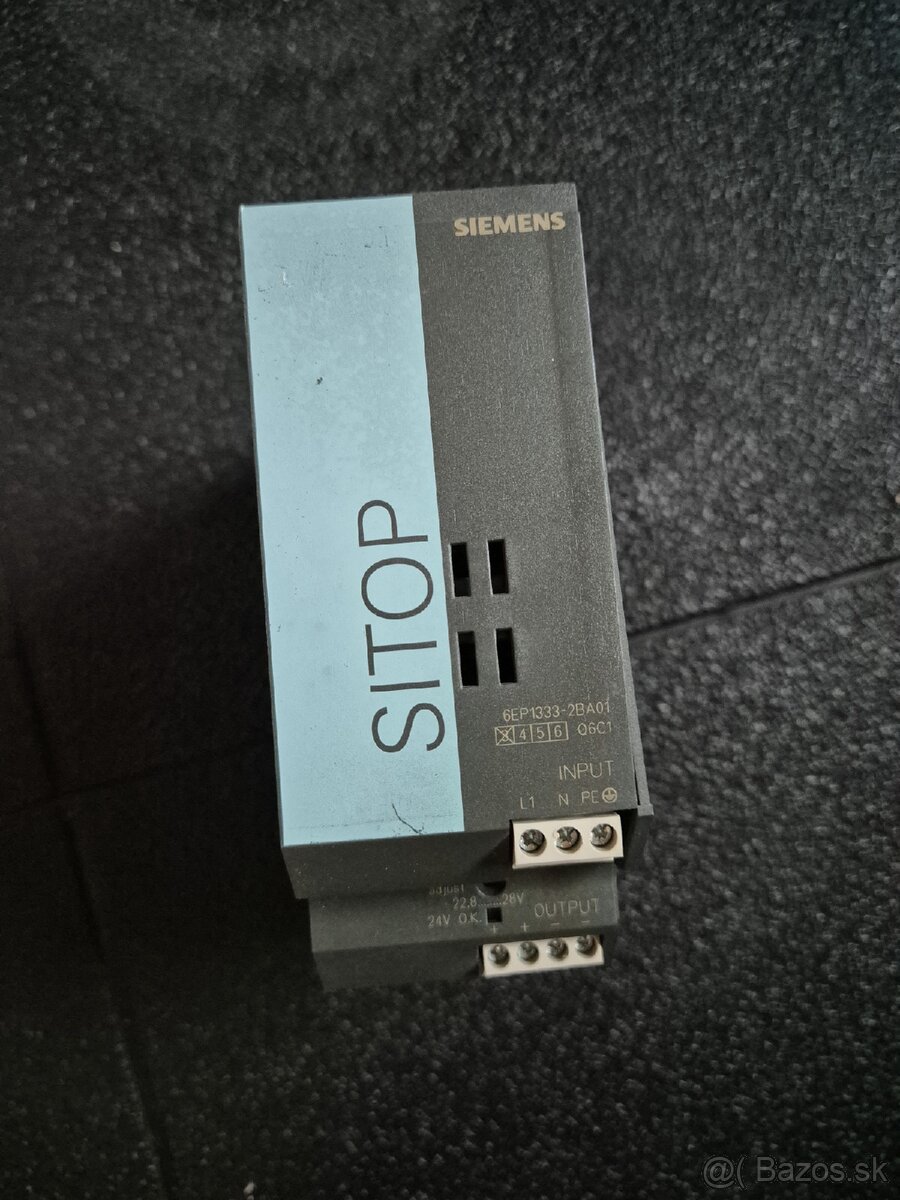 SIEMENS
SITOP
6EP1333-2BA01
3 4 5 6 Q6C1
INPUT
L1 N PE
adjust
22.8......28V
24V O.K. OUTPUT
+ + - -
@( Bazos.sk